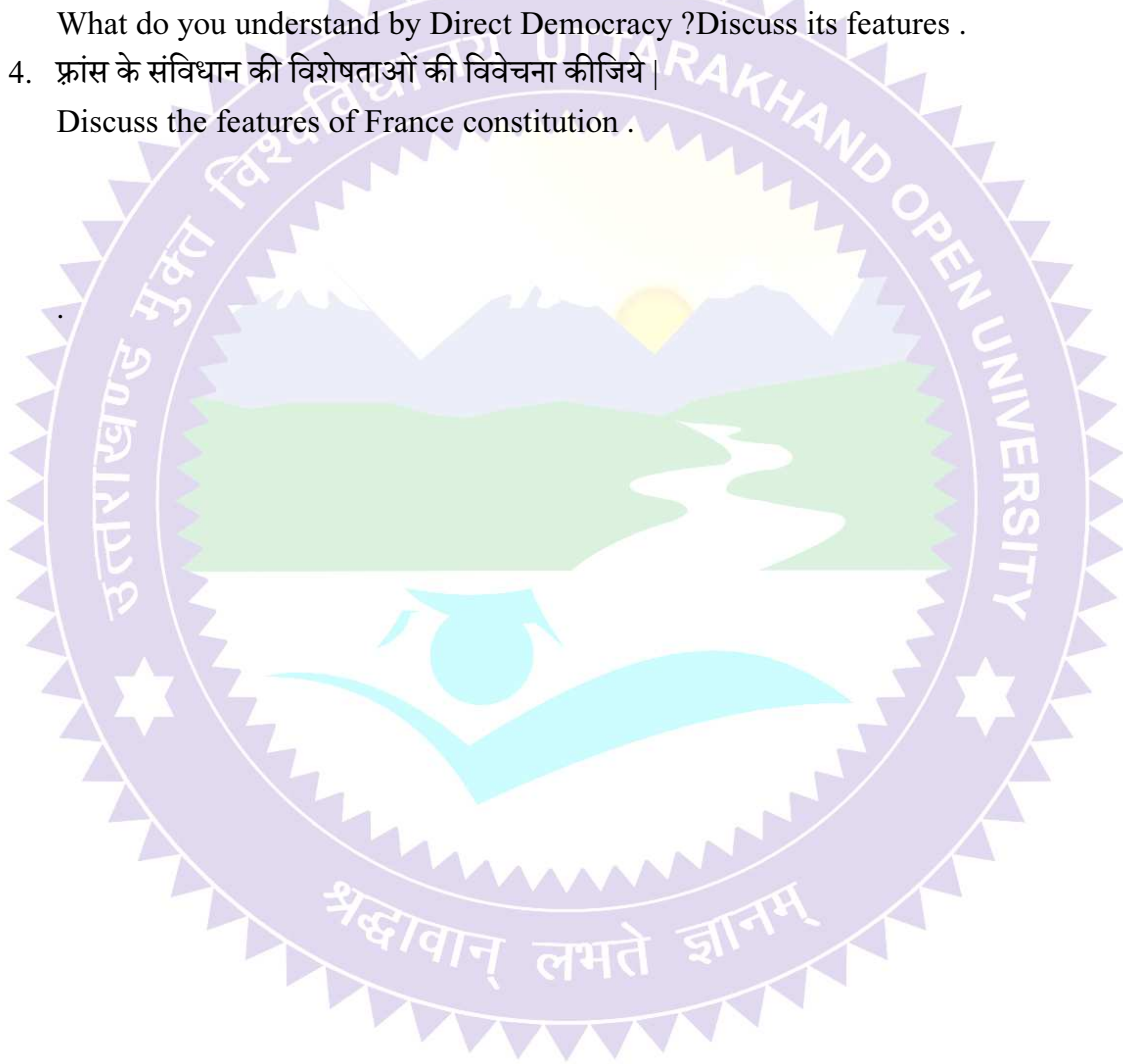 What do you understand by Direct Democracy ?Discuss its features .
4. फ़्रांस के संविधान की विशेषताओं की विवेचना कीजिये |
Discuss the features of France constitution .
.
उत्तराखण्ड मुक्त विश्वविद्यालय UTTARAKHAND OPEN UNIVERSITY
श्रद्धावान् लभते ज्ञानम्